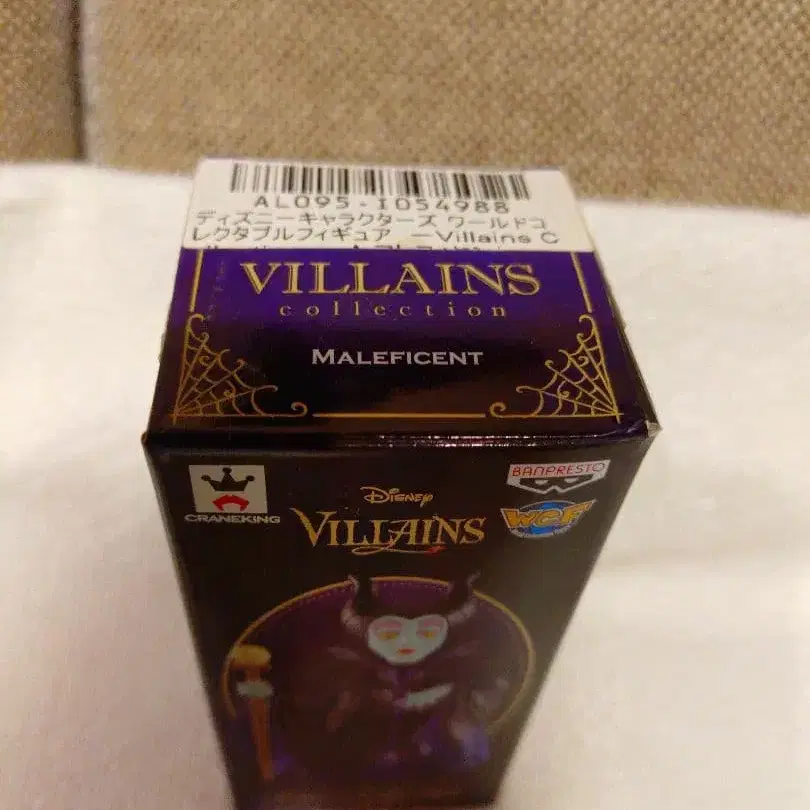 AL095-I054988
ディズニーキャラクターズ ワールドコ
レクタブルフィギュア ーVillains C
VILLAINS
collection
MALEFICENT
CRANEKING
Disney
VILLAINS
BANPRESTO
WCF